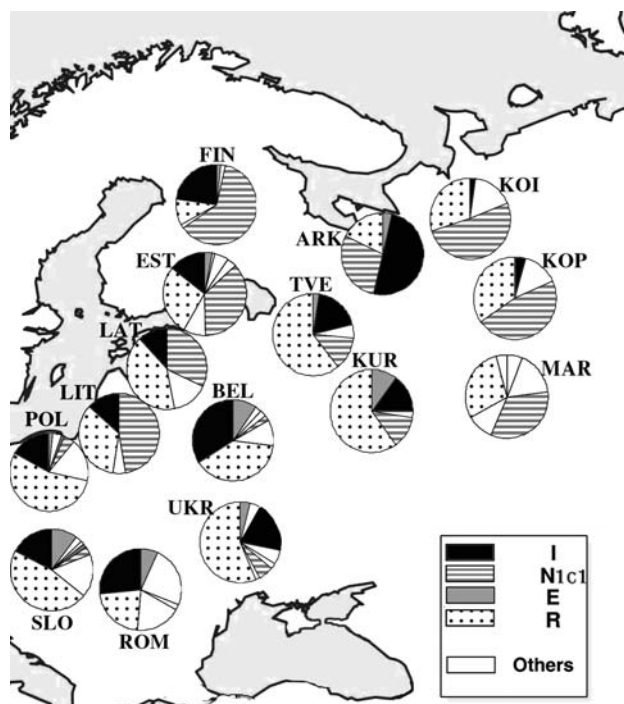 FIN
KOI
ARK
EST
KOP
TVE
LAT
KUR
MAR
LIT
BEL
POL
UKR
SLO
ROM
I
N1c1
E
R
Others